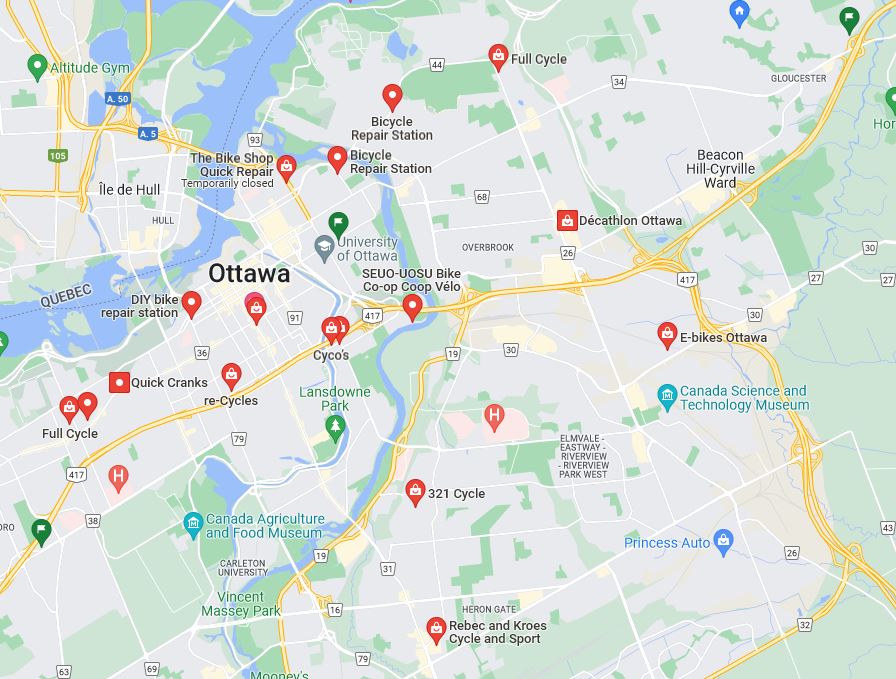 44
Full Cycle
Altitude Gym
34
GLOUCESTER
A. 50
Bicycle
Repair Station
A. 5
93
105
The Bike Shop
Quick Repair
Temporarily closed
Bicycle
Repair Station
Beacon
Hill-Cyrville
Ward
Hor
Île de Hull
68
HULL
Décathlon Ottawa
University
of Ottawa
OVERBROOK
26
30
Ottawa
SEUO-UOSU Bike
Co-op Coop Vélo
417
27
27
QUEBEC
DIY bike
repair station
91
417
30
Cyco's
E-bikes Ottawa
36
19
30
Quick Cranks
re-Cycles
Lansdowne
Park
Canada Science and
Technology Museum
Full Cycle
H
79
ELMVALE -
EASTWAY -
RIVERVIEW
- RIVERVIEW
PARK WEST
417
H
321 Cycle
ORO
38
Canada Agriculture
and Food Museum
43
Princess Auto
19
26
CARLETON
UNIVERSITY
31
Vincent
Massey Park
16
HERON GATE
Rebec and Kroes
Cycle and Sport
32
79
63
Mooney's